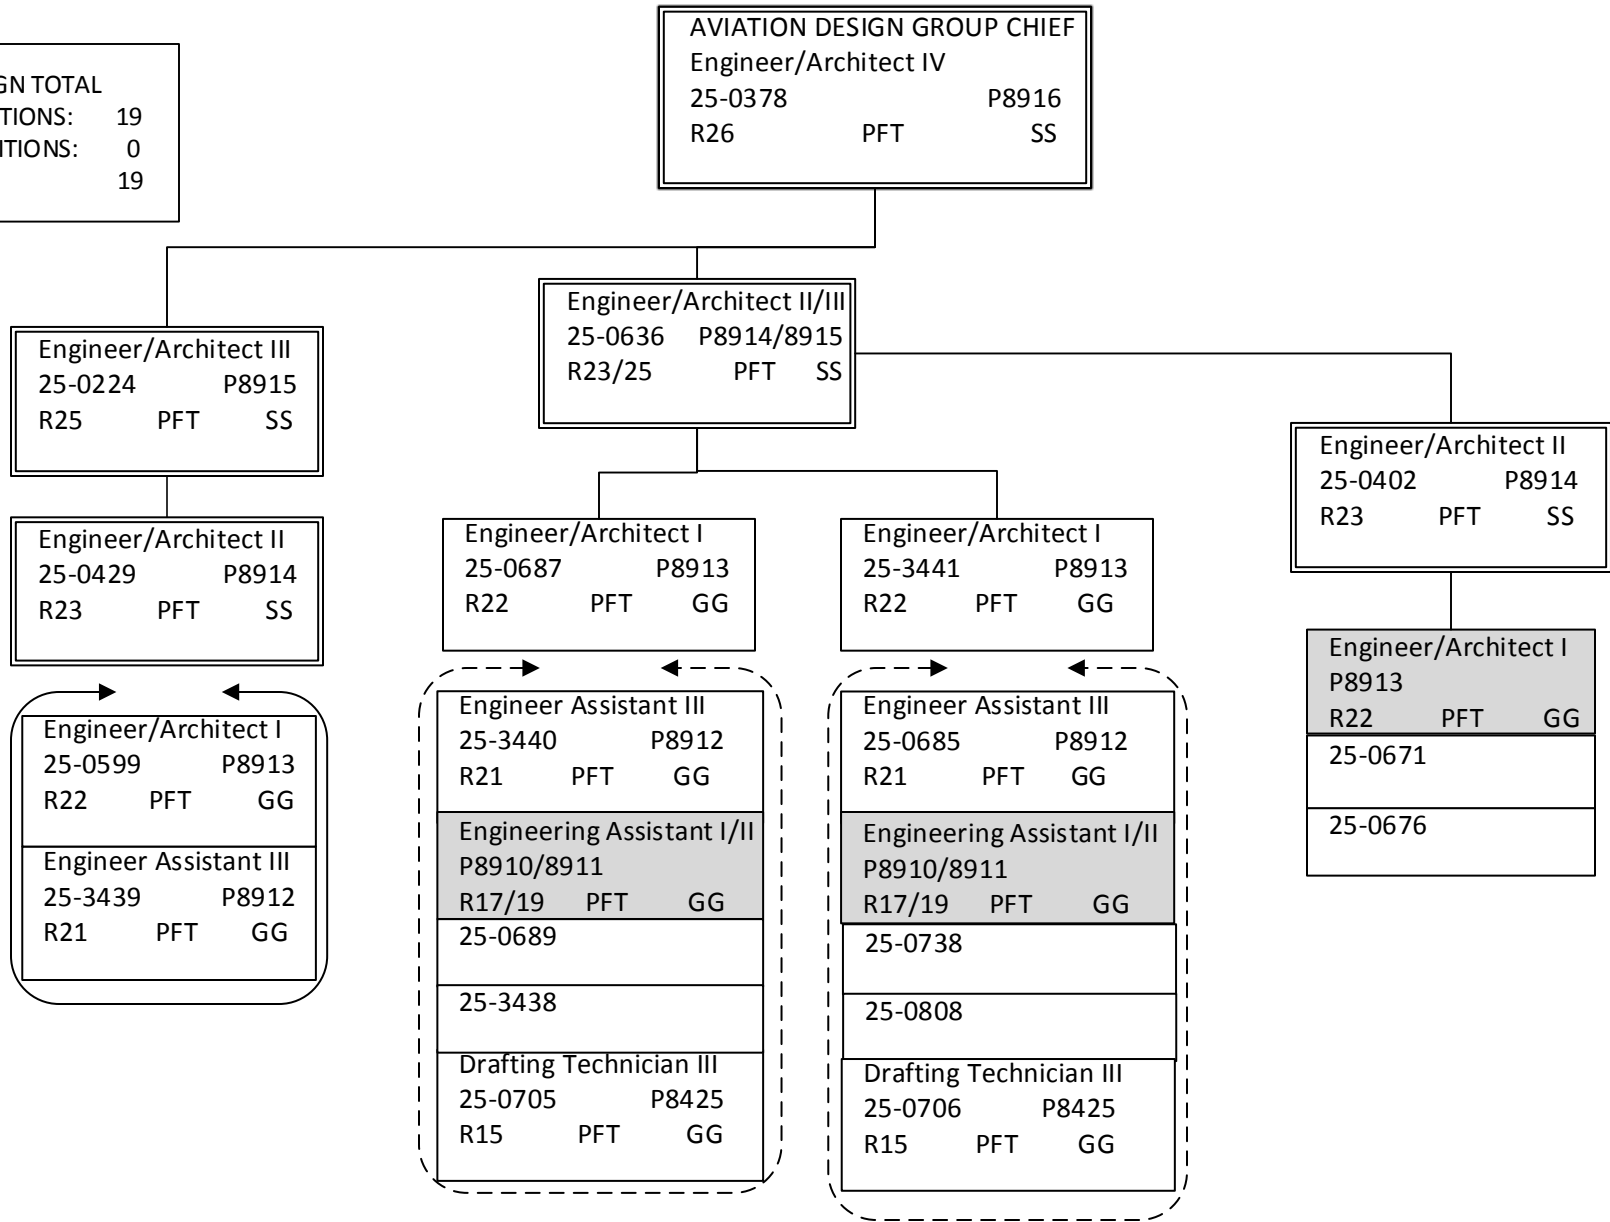 AVIATION DESIGN GROUP CHIEF
Engineer/Architect IV
25-0378 P8916
R26 PFT SS
TOTAL
19
0
19
Engineer/Architect III
25-0224 P8915
R25 PFT SS
Engineer/Architect II
25-0429 P8914
R23 PFT SS
Engineer/Architect I
25-0599 P8913
R22 PFT GG
Engineer Assistant III
25-3439 P8912
R21 PFT GG
Engineer/Architect II/III
25-0636 P8914/8915
R23/25 PFT SS
Engineer/Architect I
25-0687 P8913
R22 PFT GG
Engineer Assistant III
25-3440 P8912
R21 PFT GG
Engineering Assistant I/II
P8910/8911
R17/19 PFT GG
25-0689
25-3438
Drafting Technician III
25-0705 P8425
R15 PFT GG
Engineer/Architect I
25-3441 P8913
R22 PFT GG
Engineer Assistant III
25-0685 P8912
R21 PFT GG
Engineering Assistant I/II
P8910/8911
R17/19 PFT GG
25-0738
25-0808
Drafting Technician III
25-0706 P8425
R15 PFT GG
Engineer/Architect II
25-0402 P8914
R23 PFT SS
Engineer/Architect I
P8913
R22 PFT GG
25-0671
25-0676